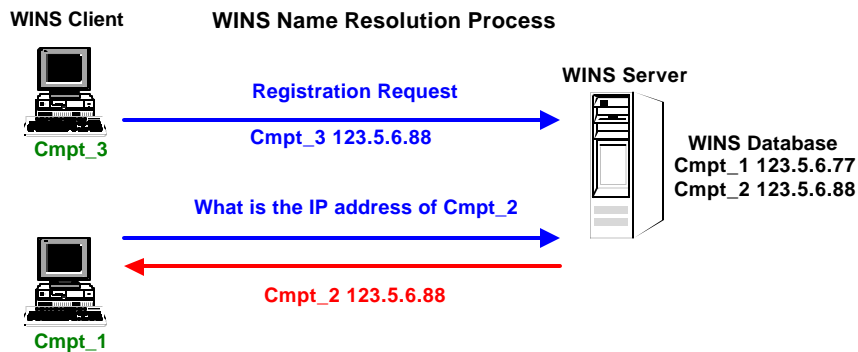 WINS Client
WINS Name Resolution Process
WINS Server
Registration Request
Cmpt_3 123.5.6.88
Cmpt_3
WINS Database
Cmpt_1 123.5.6.77
Cmpt_2 123.5.6.88
What is the IP address of Cmpt_2
Cmpt_2 123.5.6.88
Cmpt_1